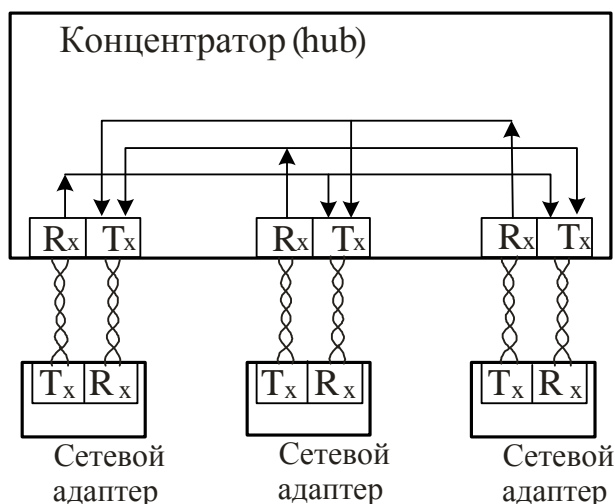 Концентратор (hub)
Rx Tx Rx Tx Rx Tx
Tx Rx Tx Rx Tx Rx
Сетевой адаптер
Сетевой адаптер
Сетевой адаптер